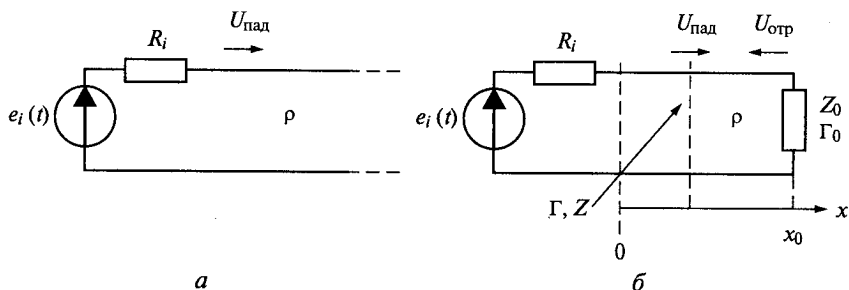 U_пад
R_i
e_i (t)
ρ
а
U_пад U_отр
R_i
e_i (t)
ρ
Z_0
Γ_0
Γ, Z
0
x_0
x
б